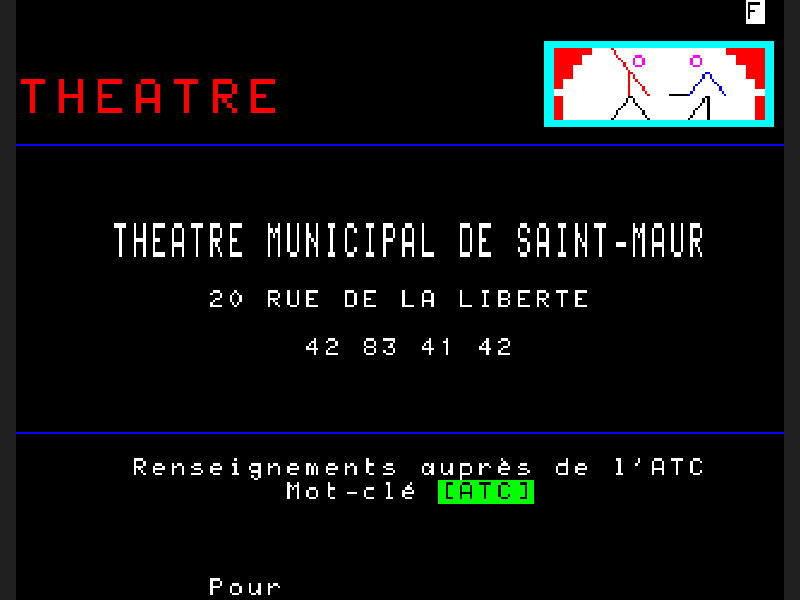 F
THEATRE
THEATRE MUNICIPAL DE SAINT-MAUR
20 RUE DE LA LIBERTE
42 83 41 42
Renseignements auprès de l'ATC
Mot-clé [ATC]
Pour